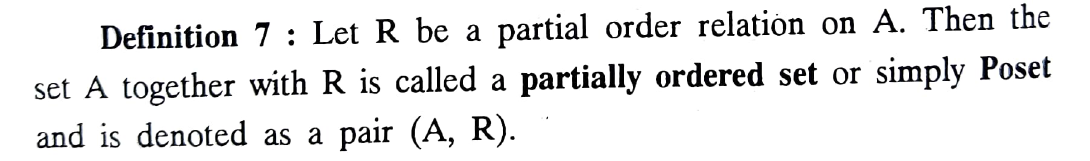 Definition 7 : Let R be a partial order relation on A. Then the
set A together with R is called a partially ordered set or simply Poset
and is denoted as a pair (A, R).